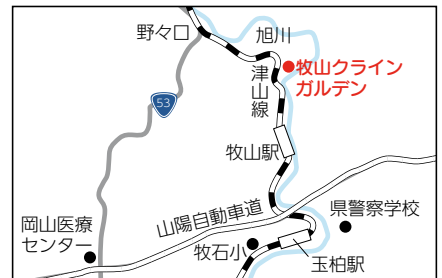 野々口
旭川
牧山クライン
ガルデン
津山線
53
牧山駅
山陽自動車道
県警察学校
岡山医療
センター
牧石小
玉柏駅